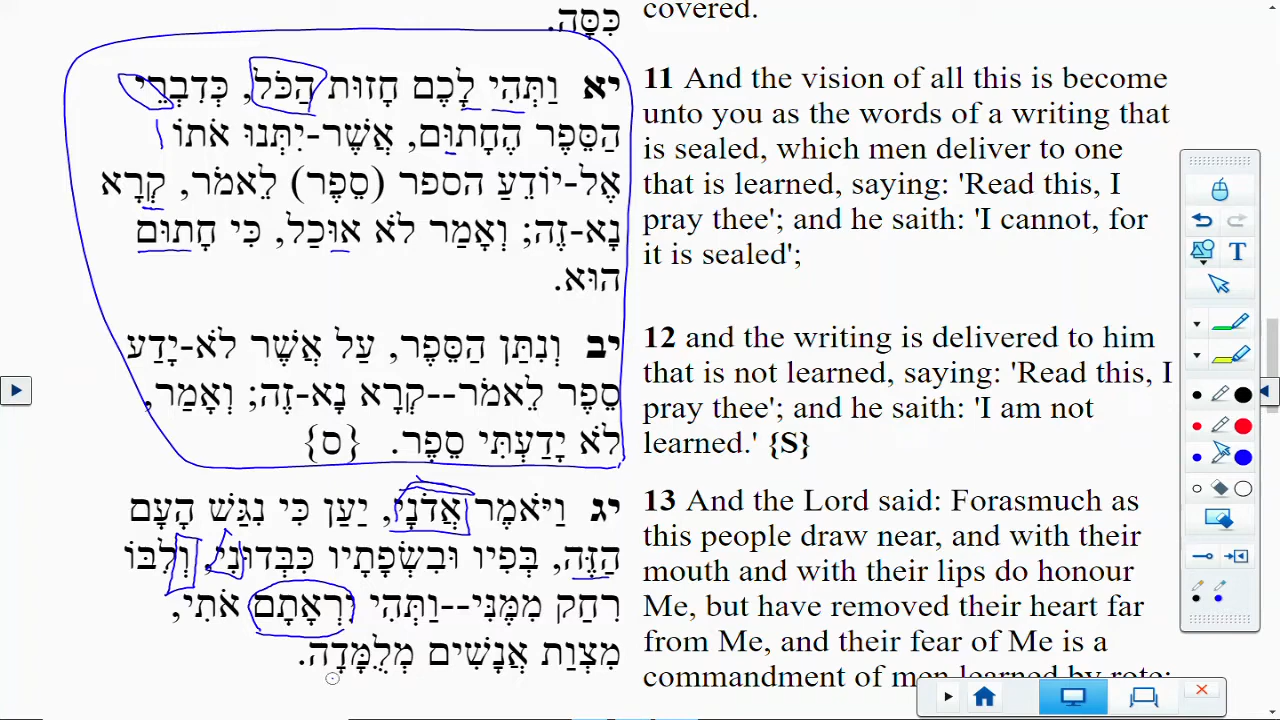 כִּסָּה.
יא וַתְּהִי לָכֶם חָזוּת הַכֹּל, כְּדִבְרֵי
הַסֵּפֶר הֶחָתוּם, אֲשֶׁר-יִתְּנוּ אֹתוֹ
אֶל-יוֹדֵעַ הספר (סֵפֶר) לֵאמֹר, קְרָא
נָא-זֶה; וְאָמַר לֹא אוּכַל, כִּי חָתוּם
הוּא.
יב וְנִתַּן הַסֵּפֶר, עַל אֲשֶׁר לֹא-יָדַע
סֵפֶר לֵאמֹר--קְרָא נָא-זֶה; וְאָמַר,
לֹא יָדַעְתִּי סֵפֶר. {ס}
יג וַיֹּאמֶר אֲדֹנָי, יַעַן כִּי נִגַּשׁ הָעָם
הַזֶּה, בְּפִיו וּבִשְׂפָתָיו כִּבְּדוּנִי, וְלִבּוֹ
רִחַק מִמֶּנִּי--וַתְּהִי יִרְאָתָם אֹתִי,
מִצְוַת אֲנָשִׁים מְלֻמָּדָה.
covered.
11 And the vision of all this is become
unto you as the words of a writing that
is sealed, which men deliver to one
that is learned, saying: 'Read this, I
pray thee'; and he saith: 'I cannot, for
it is sealed';
12 and the writing is delivered to him
that is not learned, saying: 'Read this, I
pray thee'; and he saith: 'I am not
learned.' {S}
13 And the Lord said: Forasmuch as
this people draw near, and with their
mouth and with their lips do honour
Me, but have removed their heart far
from Me, and their fear of Me is a
commandment of men learned by rote;
T